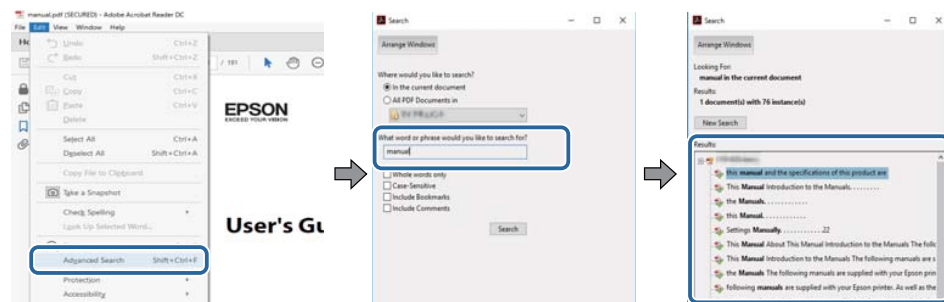 manual.pdf (SECURED) - Adobe Acrobat Reader DC
File Edit View Window Help
Undo Ctrl+Z
Redo Shift+Ctrl+Z
Cut Ctrl+X
Copy Ctrl+C
Paste Ctrl+V
Delete
Select All Ctrl+A
Deselect All Shift+Ctrl+A
Copy File to Clipboard
Take a Snapshot
Check Spelling
Look Up Selected Word...
Advanced Search Shift+Ctrl+F
Protection
Accessibility
/ 191
EPSON
EXCEED YOUR VISION
User's Gu
Search
Arrange Windows
Where would you like to search?
In the current document
All PDF Documents in
What word or phrase would you like to search for?
manual
Whole words only
Case-Sensitive
Include Bookmarks
Include Comments
Search
Search
Arrange Windows
Looking For:
manual in the current document
Results:
1 document(s) with 76 instance(s)
New Search
Results:
this manual and the specifications of this product are
This Manual Introduction to the Manuals.........
the Manuals............
this Manual.............
Settings Manually............22
This Manual About This Manual Introduction to the Manuals The follo
This Manual Introduction to the Manuals The following manuals are s
the Manuals The following manuals are supplied with your Epson prin
following manuals are supplied with your Epson printer. As well as the